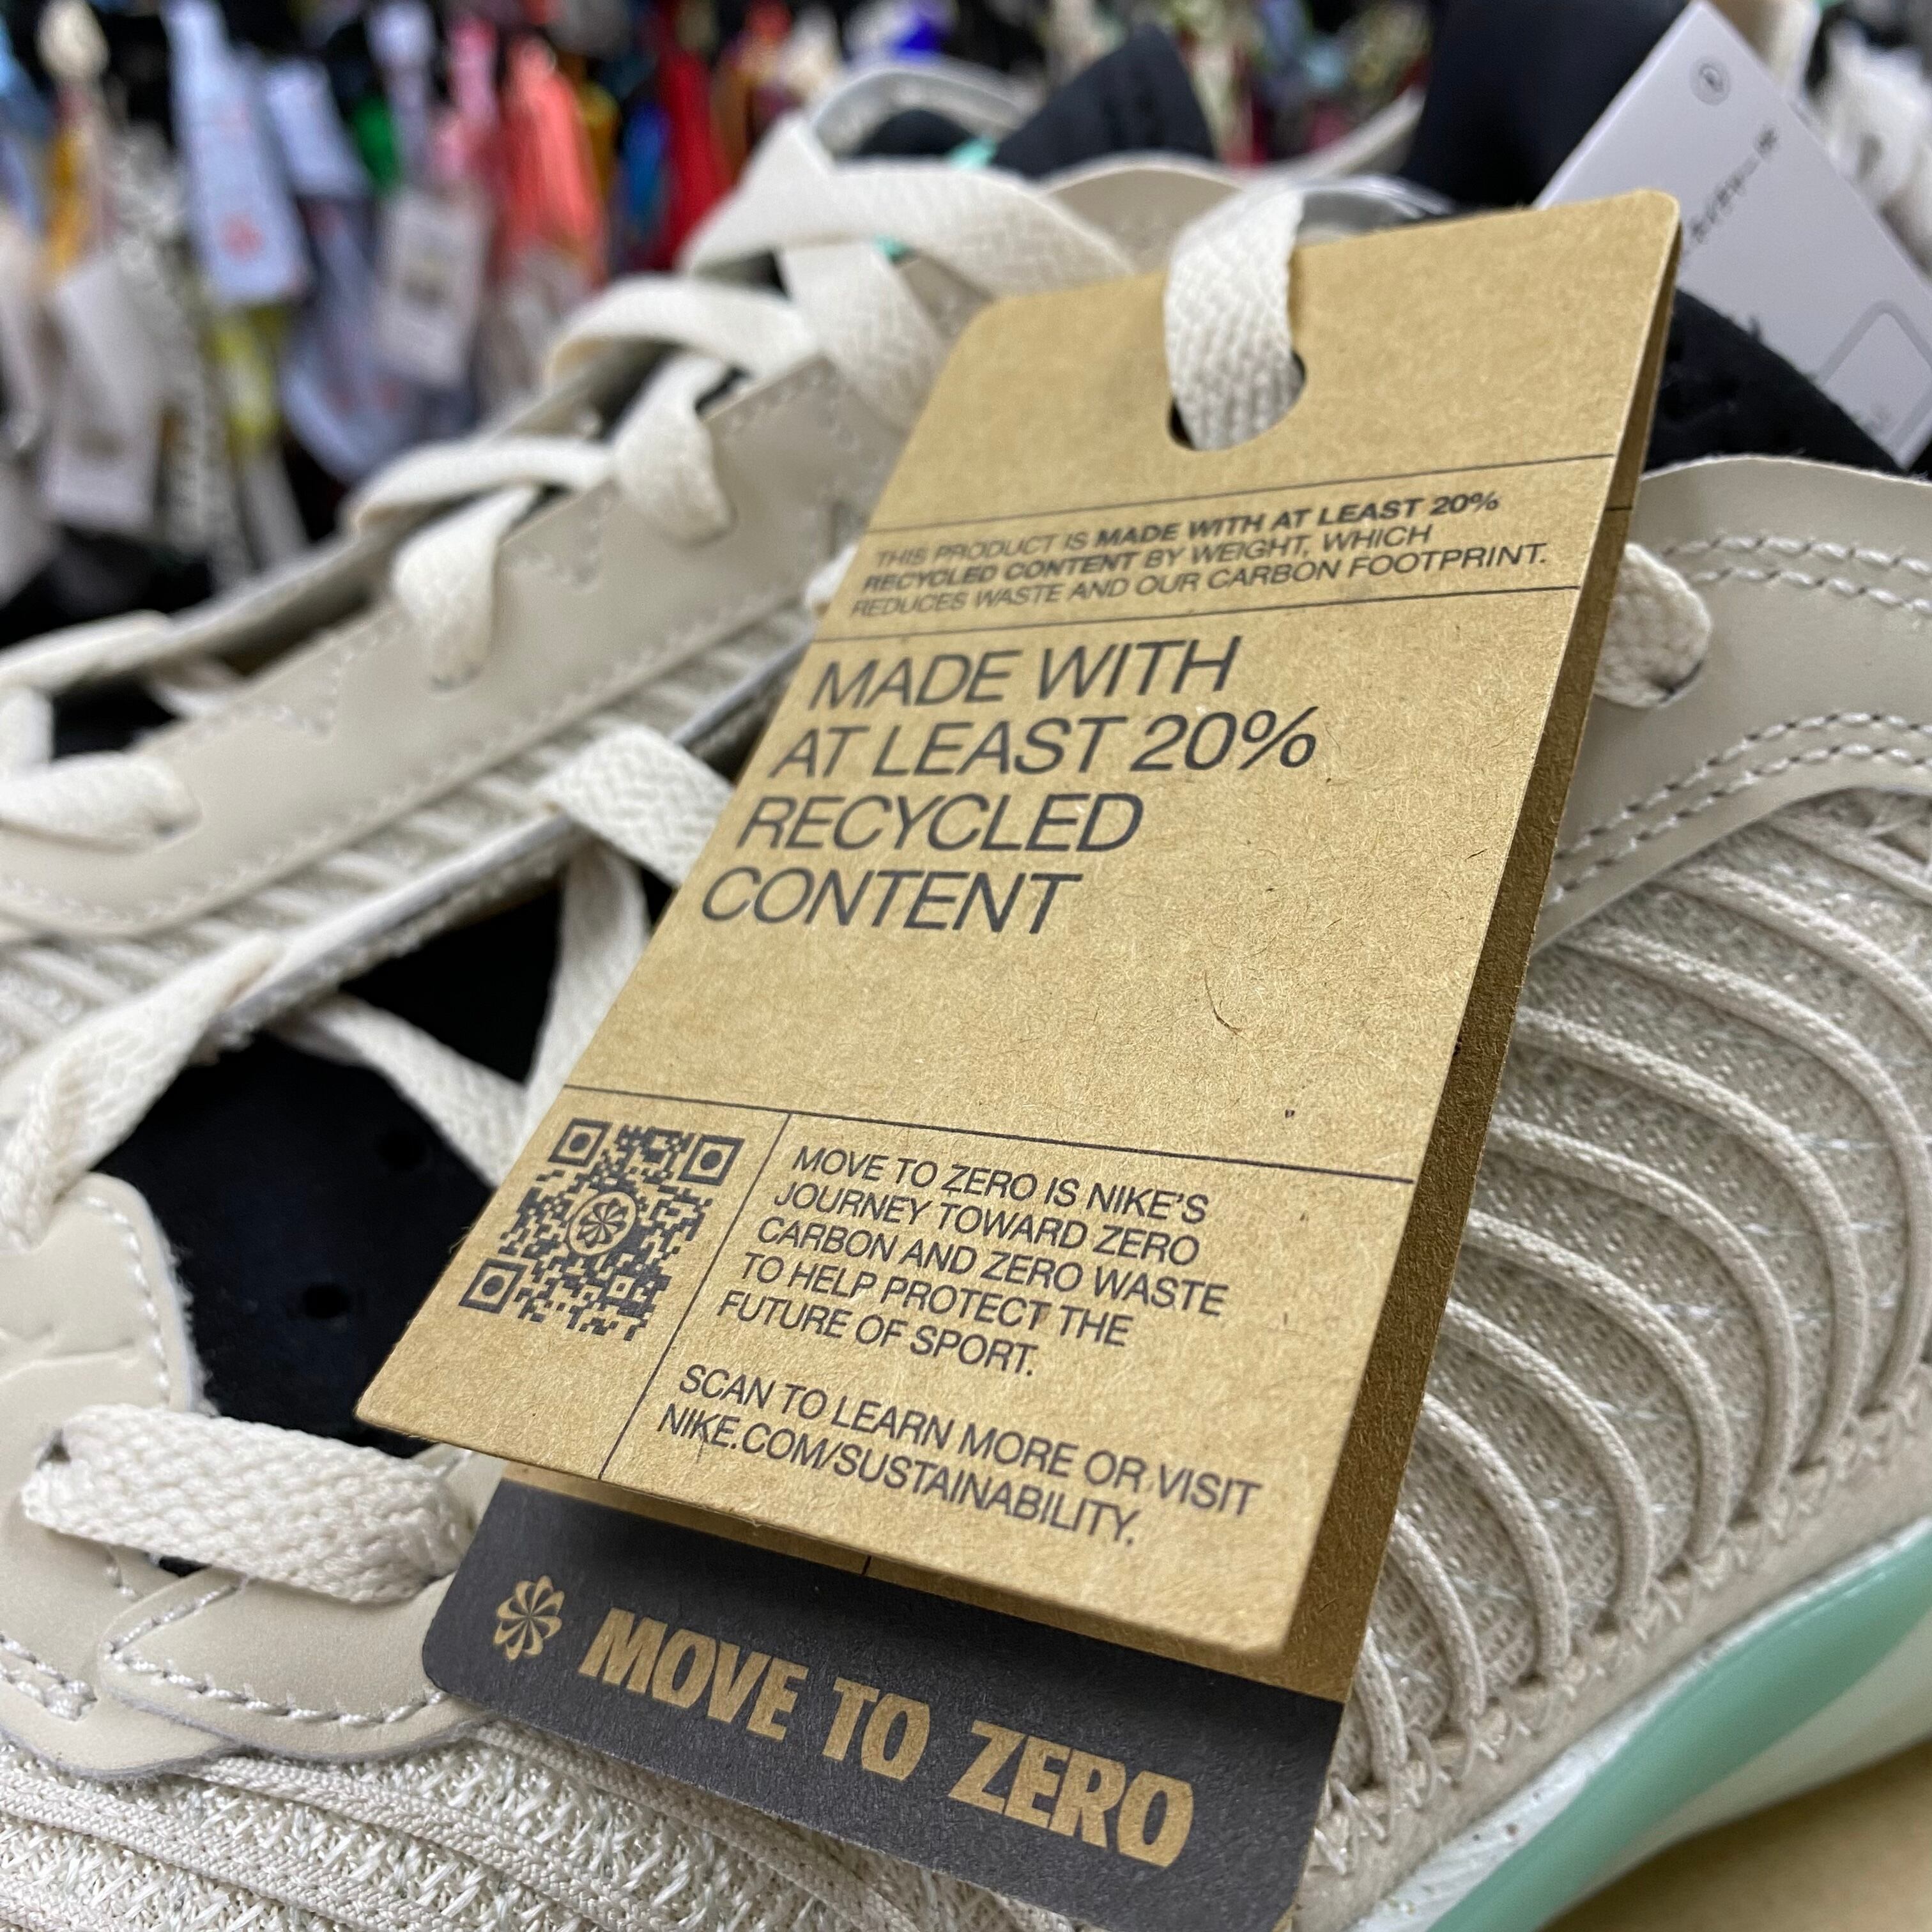 THIS PRODUCT IS MADE WITH AT LEAST 20%
RECYCLED CONTENT BY WEIGHT, WHICH
REDUCES WASTE AND OUR CARBON FOOTPRINT.
MADE WITH
AT LEAST 20%
RECYCLED
CONTENT
MOVE TO ZERO IS NIKE'S
JOURNEY TOWARD ZERO
CARBON AND ZERO WASTE
TO HELP PROTECT THE
FUTURE OF SPORT.
SCAN TO LEARN MORE OR VISIT
NIKE.COM/SUSTAINABILITY.
MOVE TO ZERO